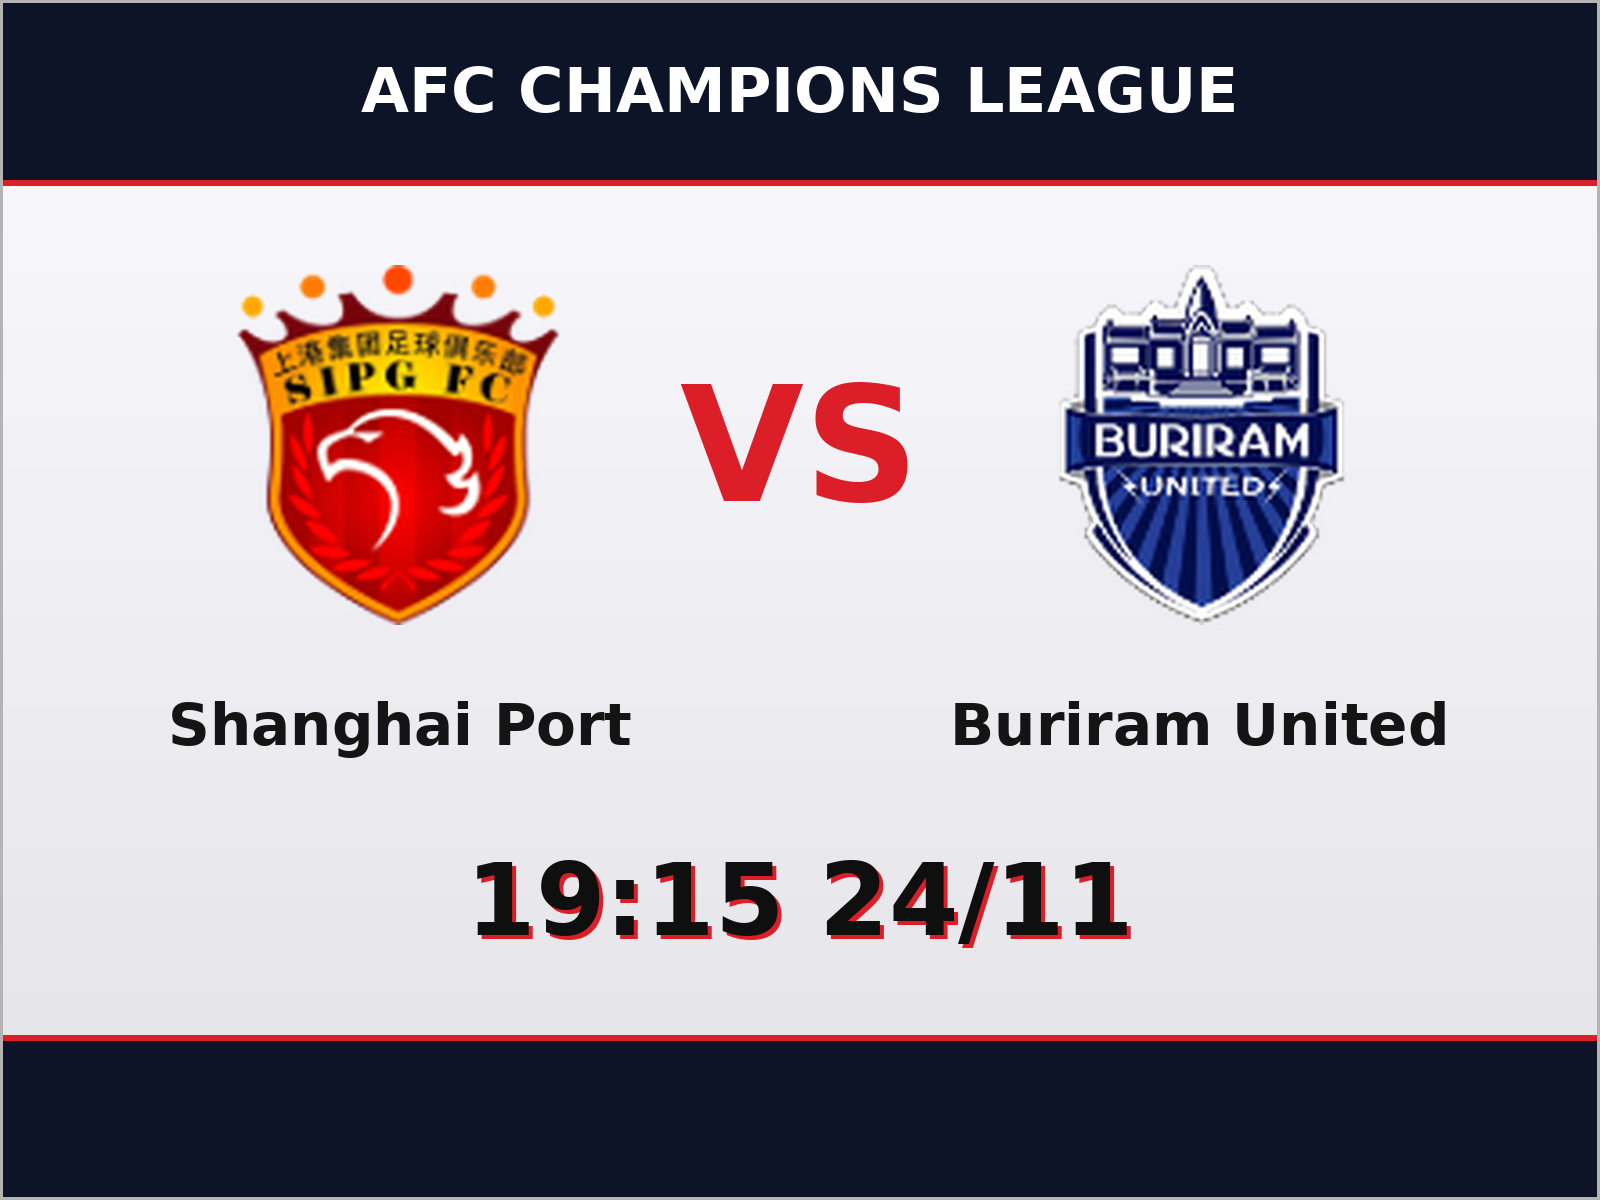 AFC CHAMPIONS LEAGUE
上港集团足球俱乐部
SIPG FC
VS
BURIRAM
UNITED
Shanghai Port
Buriram United
19:15 24/11